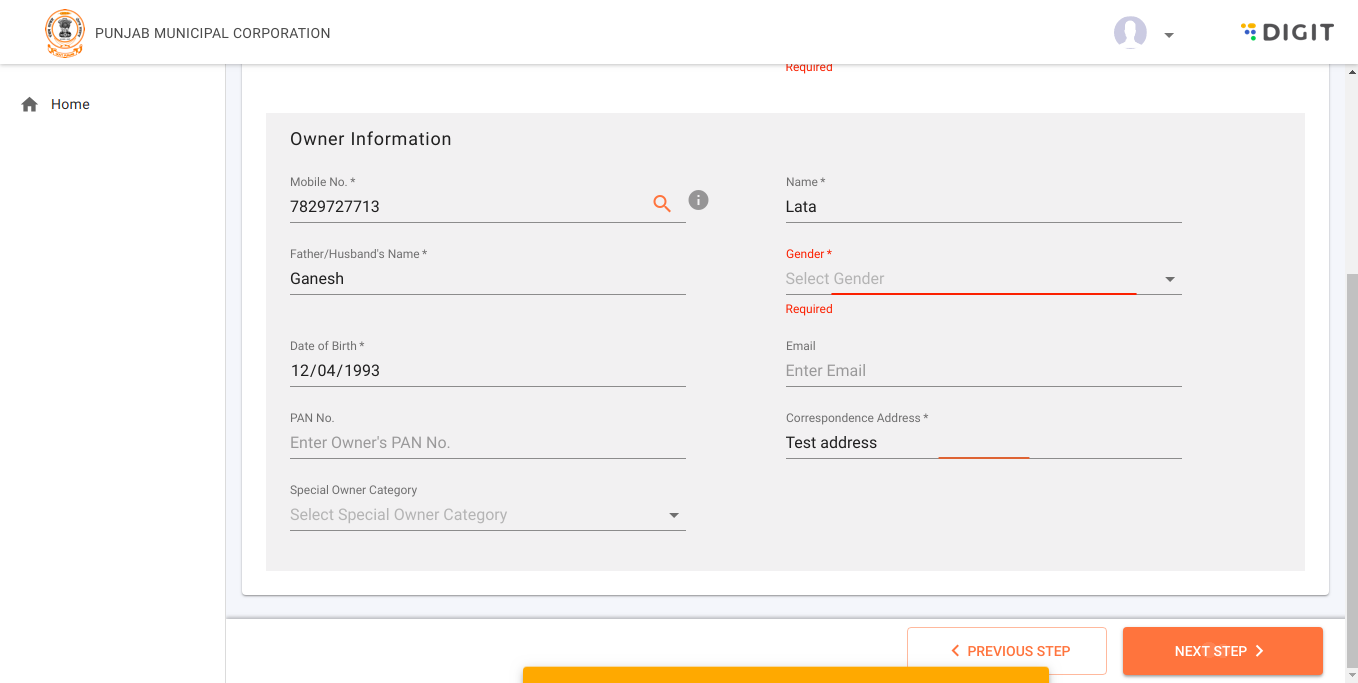 PUNJAB MUNICIPAL CORPORATION
DIGIT
Home
Required
Owner Information
Mobile No. *
7829727713
Name *
Lata
Father/Husband's Name *
Ganesh
Gender *
Select Gender
Required
Date of Birth *
12/04/1993
Email
Enter Email
PAN No.
Enter Owner's PAN No.
Correspondence Address *
Test address
Special Owner Category
Select Special Owner Category
PREVIOUS STEP
NEXT STEP